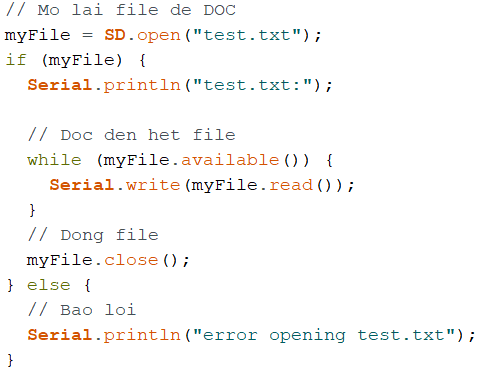 // Mo lai file de DOC
myFile = SD.open("test.txt");
if (myFile) {
  Serial.println("test.txt:");

  // Doc den het file
  while (myFile.available()) {
    Serial.write(myFile.read());
  }
  // Dong file
  myFile.close();
} else {
  // Bao loi
  Serial.println("error opening test.txt");
}